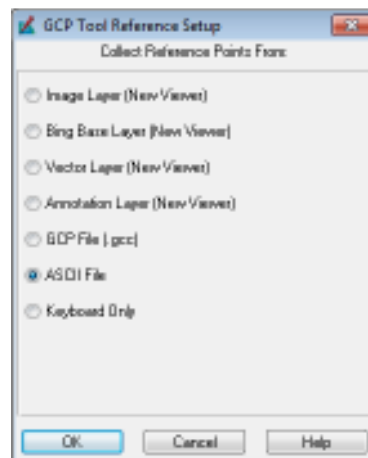 GCP Tool Reference Setup
Collect Reference Points From:
Image Layer (New Viewer)
Bing Base Layer (New Viewer)
Vector Layer (New Viewer)
Annotation Layer (New Viewer)
GCP File (.gcc)
ASCII File
Keyboard Only
OK Cancel Help